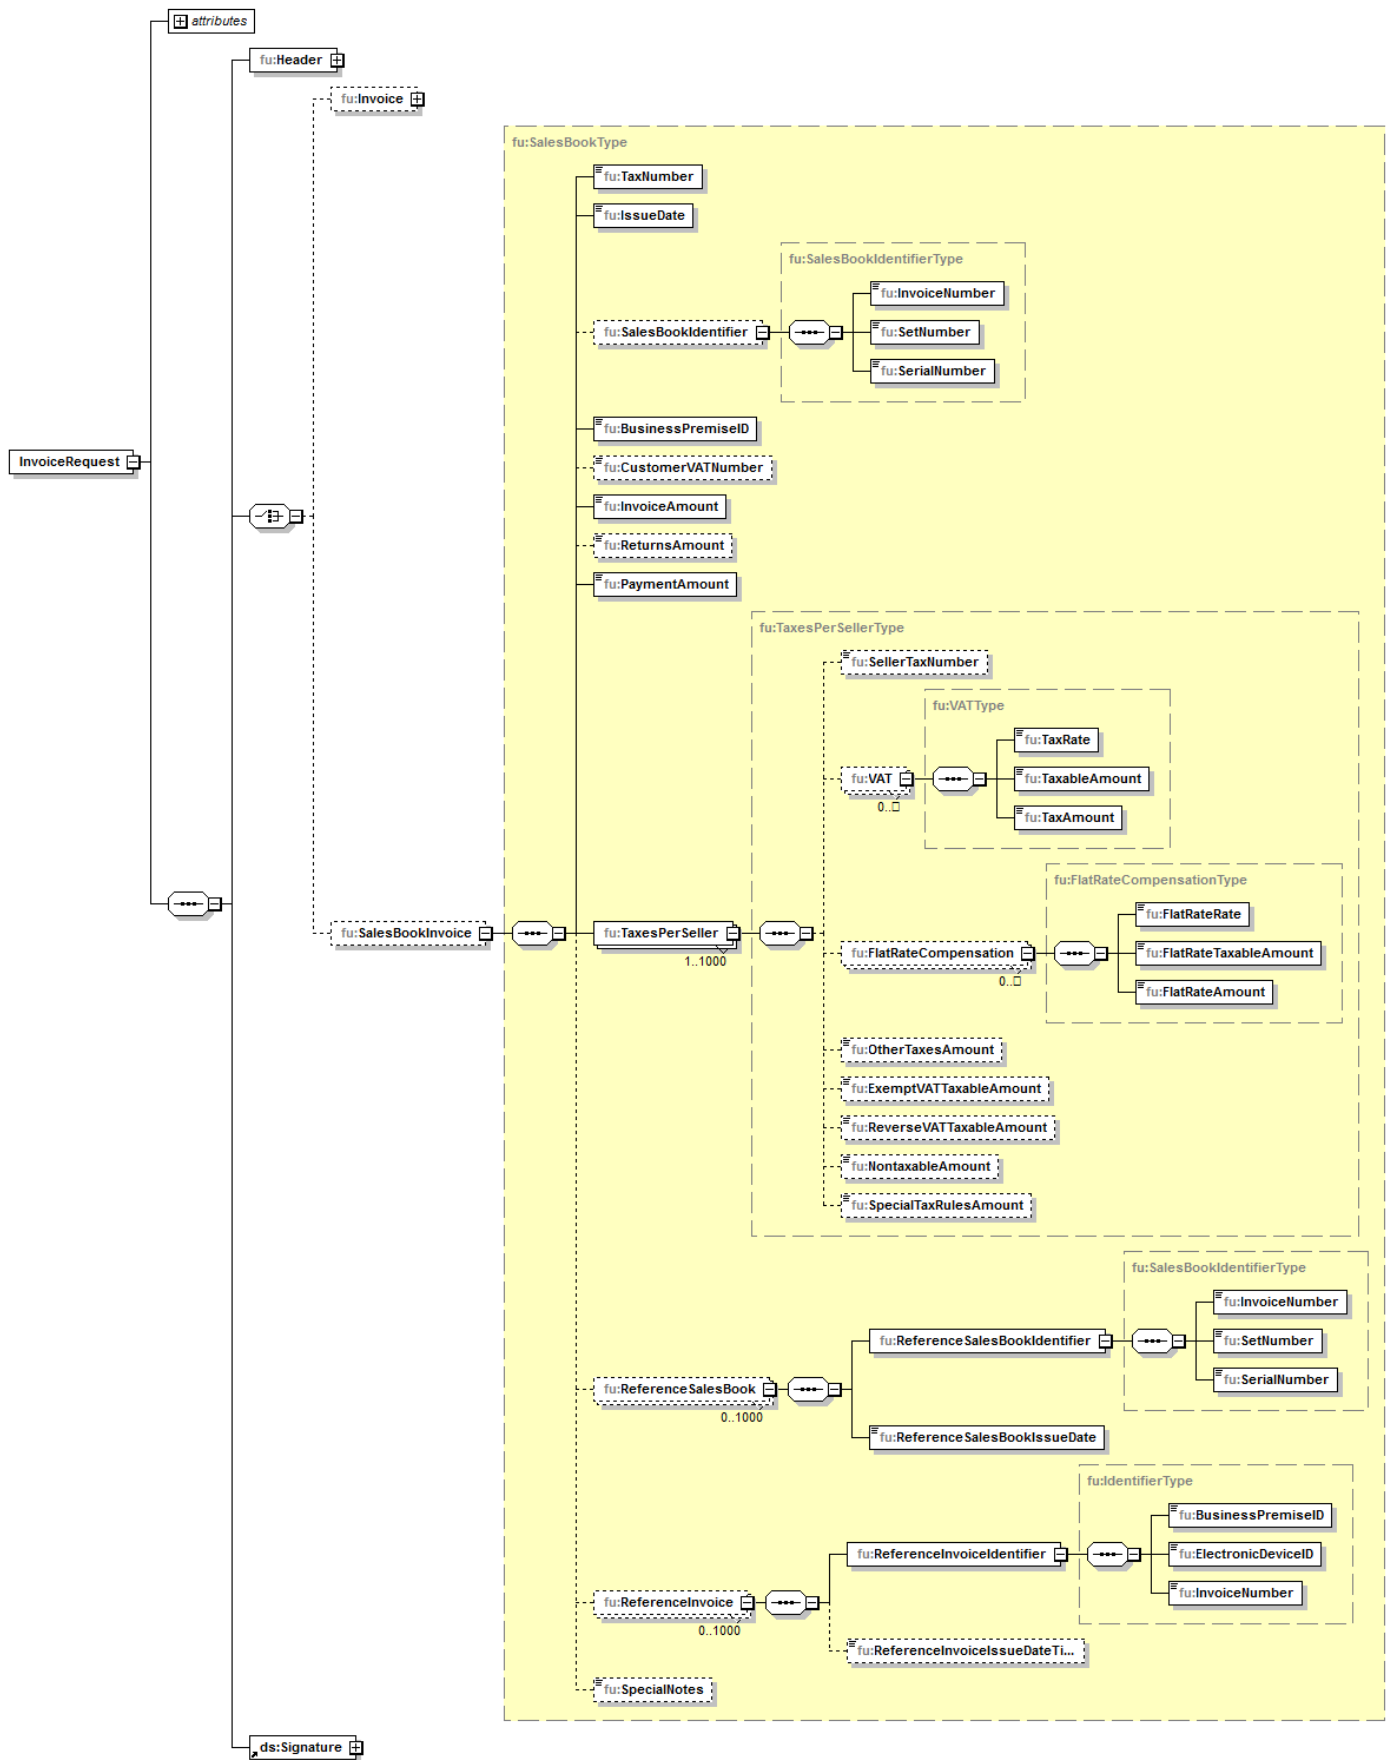 attributes
fu:Header
fu:Invoice
fu:SalesBookType
fu:TaxNumber
fu:IssueDate
fu:SalesBookIdentifierType
fu:InvoiceNumber
fu:SalesBookIdentifier
fu:SetNumber
fu:SerialNumber
fu:BusinessPremiseID
InvoiceRequest
fu:CustomerVATNumber
fu:InvoiceAmount
fu:ReturnsAmount
fu:PaymentAmount
fu:TaxesPerSellerType
fu:SellerTaxNumber
fu:VATType
fu:TaxRate
fu:VAT
fu:TaxableAmount
0..□
fu:TaxAmount
fu:FlatRateCompensationType
fu:FlatRateRate
fu:SalesBookInvoice
fu:TaxesPerSeller
1..1000
fu:FlatRateCompensation
fu:FlatRateTaxableAmount
0..□
fu:FlatRateAmount
fu:OtherTaxesAmount
fu:ExemptVATTaxableAmount
fu:ReverseVATTaxableAmount
fu:NontaxableAmount
fu:SpecialTaxRulesAmount
fu:SalesBookIdentifierType
fu:InvoiceNumber
fu:ReferenceSalesBookIdentifier
fu:SetNumber
fu:SerialNumber
fu:ReferenceSalesBook
0..1000
fu:ReferenceSalesBookIssueDate
fu:IdentifierType
fu:BusinessPremiseID
fu:ReferenceInvoiceIdentifier
fu:ElectronicDeviceID
fu:InvoiceNumber
fu:ReferenceInvoice
0..1000
fu:ReferenceInvoiceIssueDateTi...
fu:SpecialNotes
ds:Signature